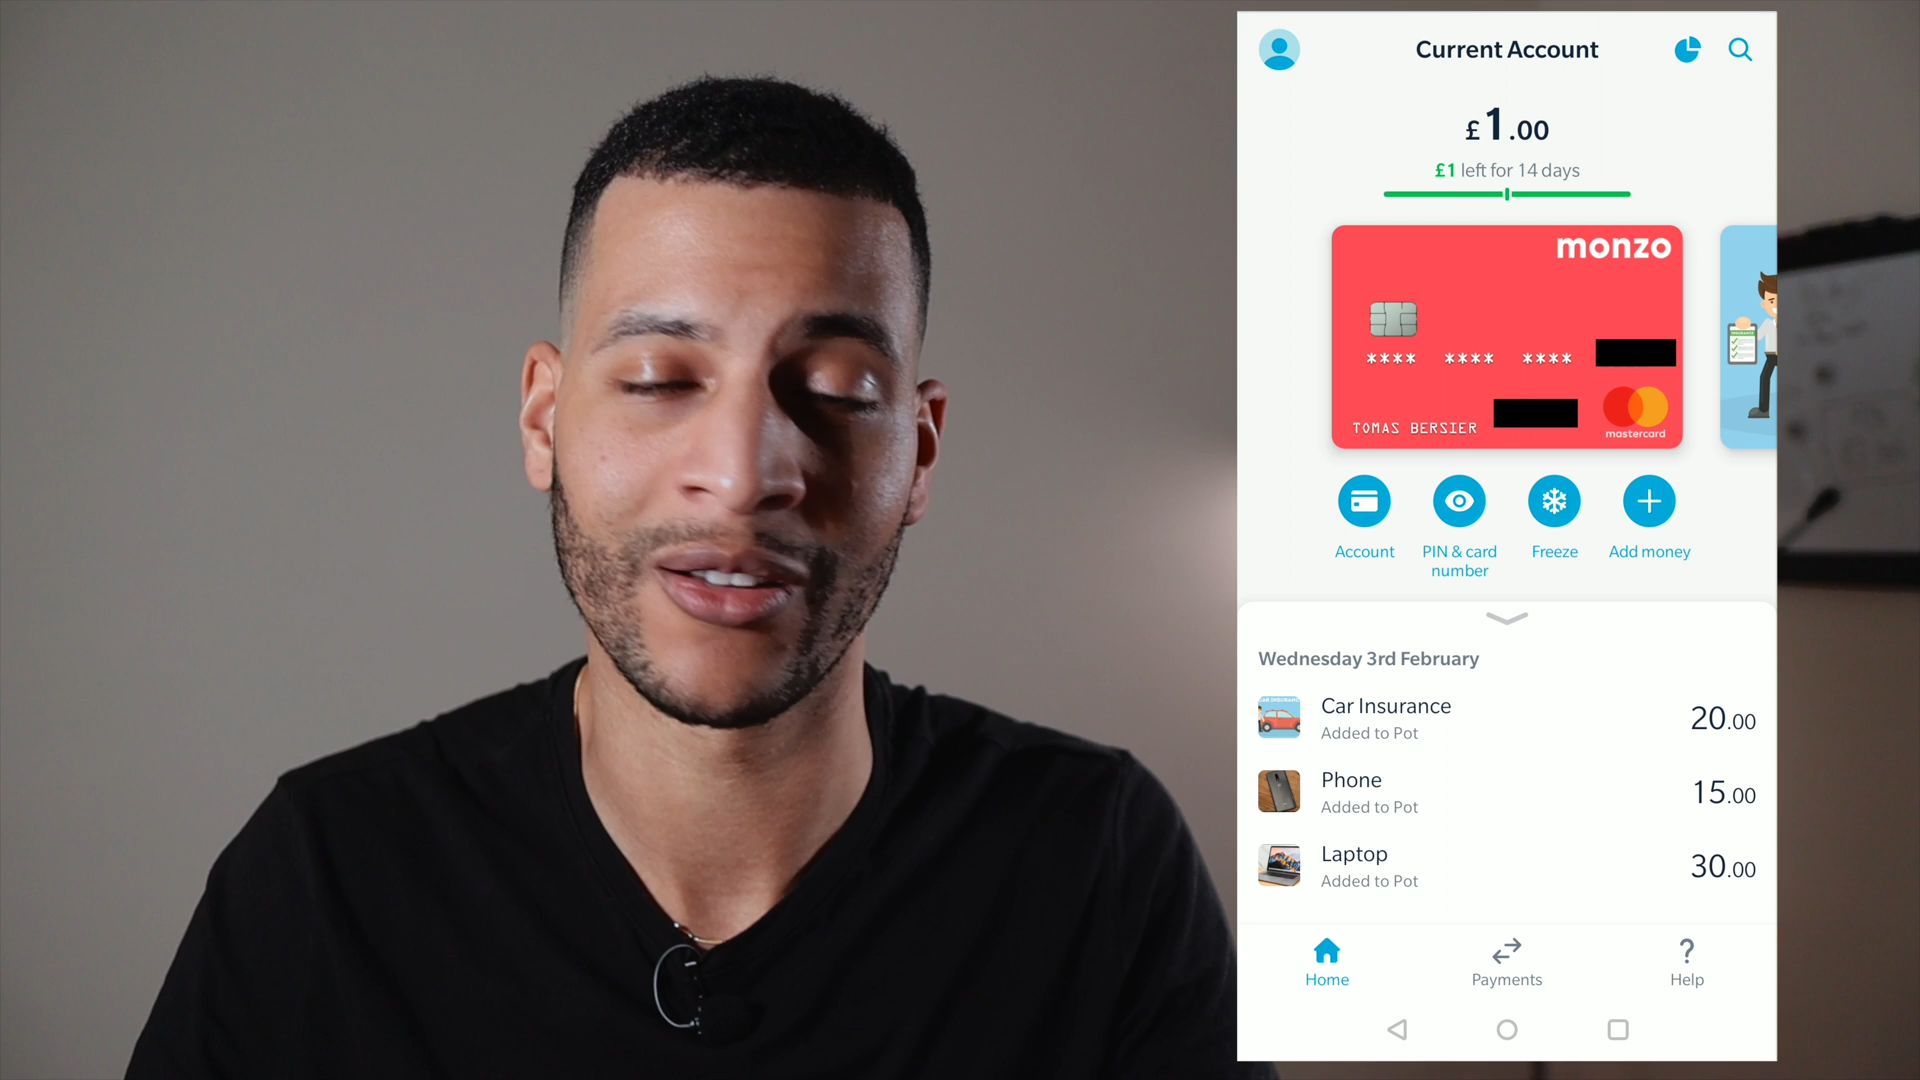 Current Account
£1.00
£1 left for 14 days
monzo
**** **** ****
TOMAS BERSIER
mastercard
Account
PIN & card
number
Freeze
Add money
Wednesday 3rd February
Car Insurance
Added to Pot
20.00
Phone
Added to Pot
15.00
Laptop
Added to Pot
30.00
Home
Payments
Help